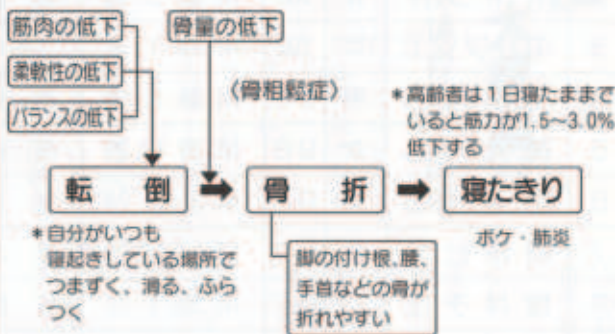 筋肉の低下
骨量の低下
柔軟性の低下
〈骨粗鬆症〉
バランスの低下
*高齢者は1日寝たままで
いると筋力が1.5~3.0%
低下する
転倒
骨折
寝たきり
*自分がいつも
寝起きしている場所で
つまずく、滑る、ふら
つく
脚の付け根、腰、
手首などの骨が
折れやすい
ボケ・肺炎